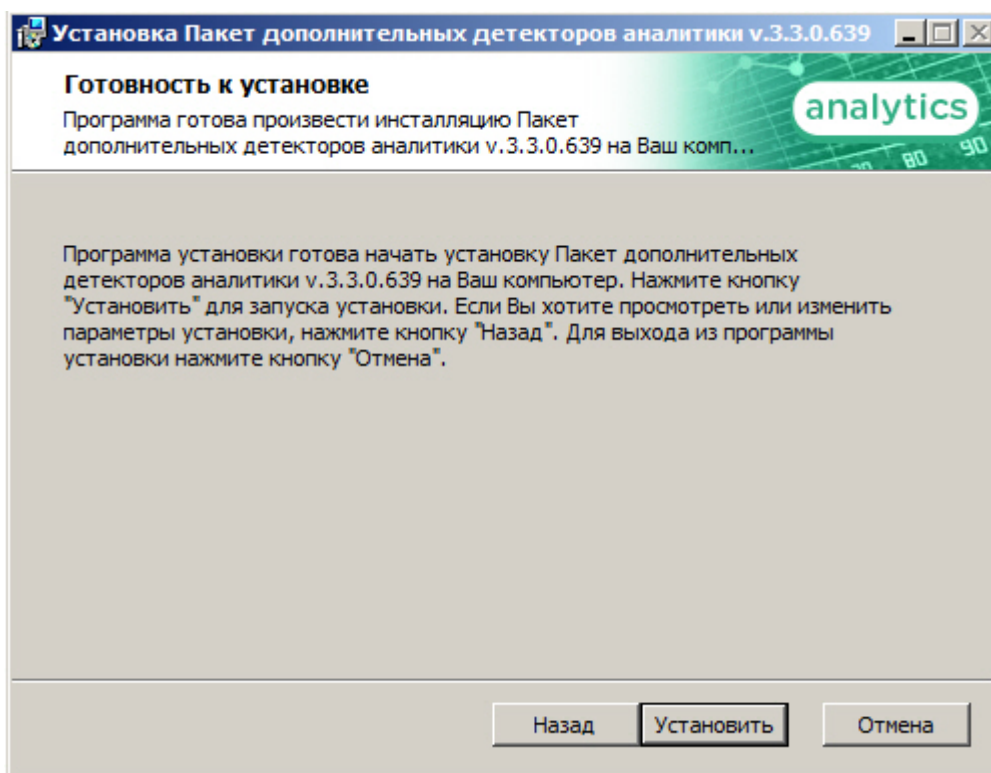 Установка Пакет дополнительных детекторов аналитики v.3.3.0.639
Готовность к установке
Программа готова произвести инсталляцию Пакет
дополнительных детекторов аналитики v.3.3.0.639 на Ваш комп...
analytics
70 80 90
Программа установки готова начать установку Пакет дополнительных
детекторов аналитики v.3.3.0.639 на Ваш компьютер. Нажмите кнопку
"Установить" для запуска установки. Если Вы хотите просмотреть или изменить
параметры установки, нажмите кнопку "Назад". Для выхода из программы
установки нажмите кнопку "Отмена".
Назад Установить Отмена